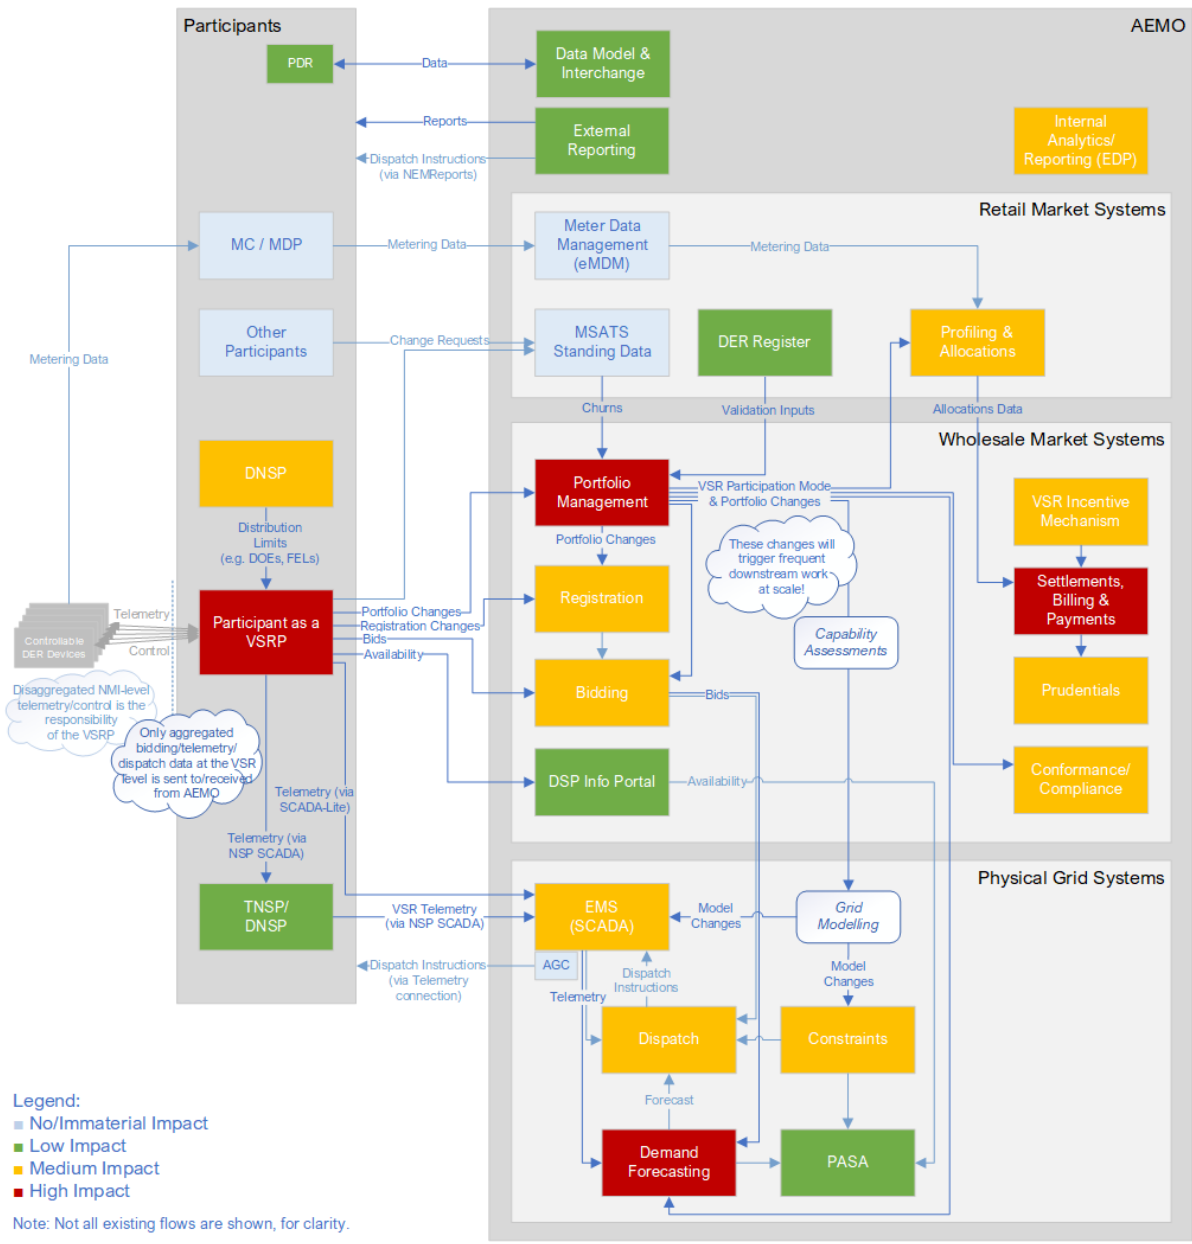 Participants
AEMO
PDR
Data
Data Model &
Interchange
Reports
External
Reporting
Dispatch Instructions
(via NEMReports)
Internal
Analytics/
Reporting (EDP)
Retail Market Systems
MC / MDP
Metering Data
Meter Data
Management
(eMDM)
Metering Data
Other
Participants
Change Requests
MSATS
Standing Data
DER Register
Profiling &
Allocations
Metering Data
Churns
Validation Inputs
Allocations Data
Wholesale Market Systems
DNSP
Portfolio
Management
VSR Participation Mode
& Portfolio Changes
VSR Incentive
Mechanism
Distribution
Limits
(e.g. DOEs, FELs)
Portfolio Changes
These changes will
trigger frequent
downstream work
at scale!
Telemetry
Control
Controllable
DER Devices
Participant as a
VSRP
Portfolio Changes
Registration Changes
Bids
Availability
Registration
Settlements,
Billing &
Payments
Capability
Assessments
Disaggregated NMI-level
telemetry/control is the
responsibility
of the VSRP
Bidding
Bids
Prudentials
Only aggregated
bidding/telemetry/
dispatch data at the VSR
level is sent to/received
from AEMO
DSP Info Portal
Availability
Conformance/
Compliance
Telemetry (via
SCADA-Lite)
Telemetry (via
NSP SCADA)
Physical Grid Systems
TNSP/
DNSP
VSR Telemetry
(via NSP SCADA)
EMS
(SCADA)
Model
Changes
Grid
Modelling
AGC
Dispatch Instructions
(via Telemetry
connection)
Dispatch
Instructions
Telemetry
Model
Changes
Dispatch
Constraints
Forecast
Demand
Forecasting
PASA
Legend:
No/Immaterial Impact
Low Impact
Medium Impact
High Impact
Note: Not all existing flows are shown, for clarity.